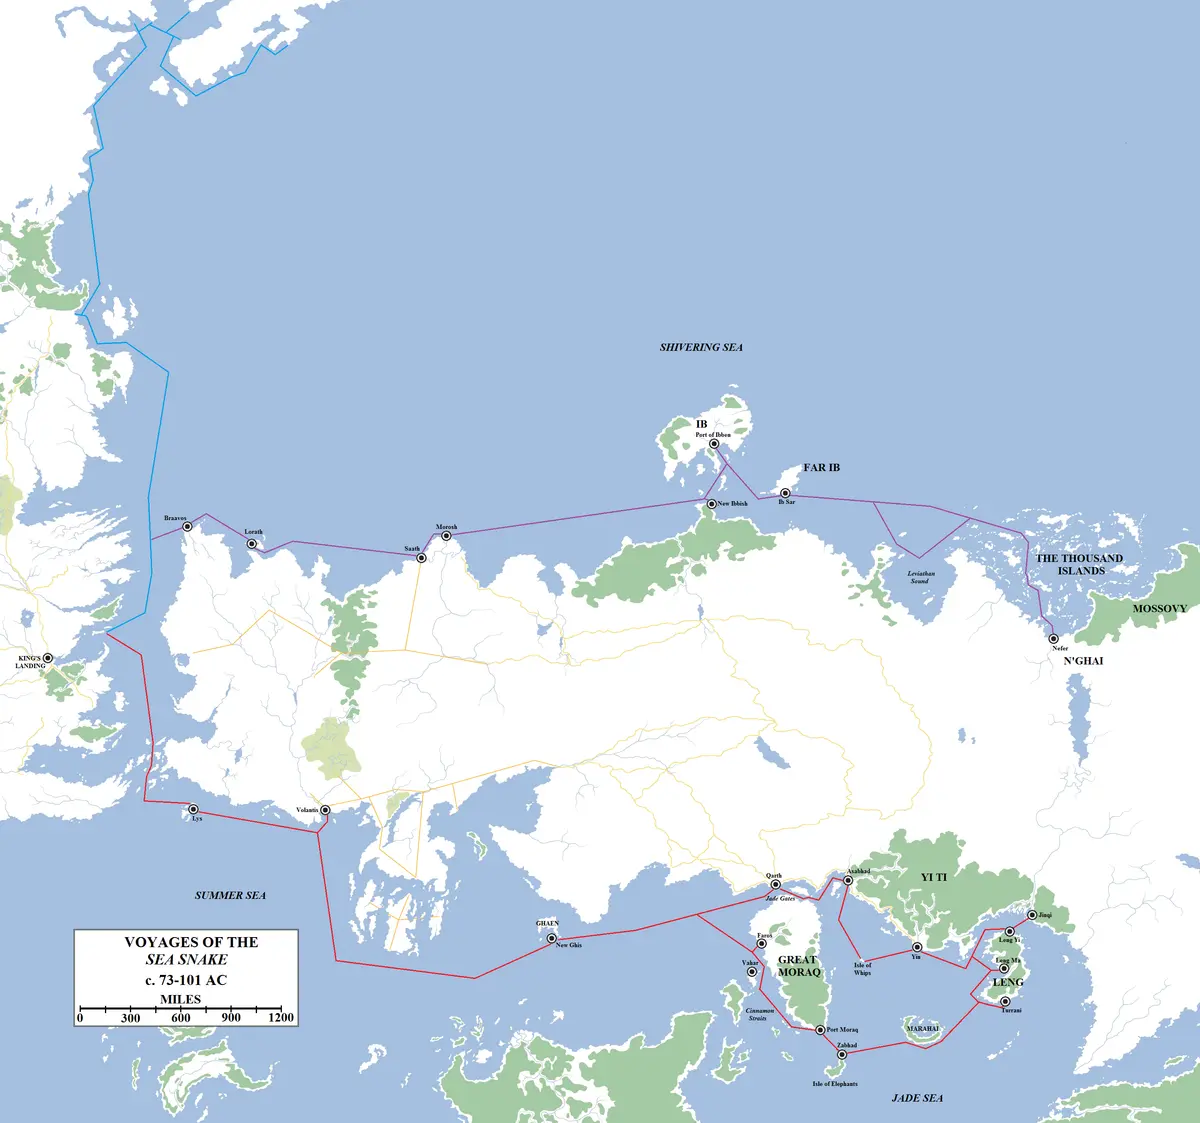 SHIVERING SEA
IB
Port of Ibben
FAR IB
Ib Sar
New Ibbish
Braavos
Lorath
Morosh
Saath
Leviathan
Sound
THE THOUSAND
ISLANDS
MOSSOVY
Nefer
N'GHAI
KING'S
LANDING
Volantis
Lys
SUMMER SEA
Qarth
Jade Gates
Asabhad
YI TI
Jinqi
GHAEN
New Ghis
Faros
Vahar
GREAT
MORAQ
Isle of
Whips
Yin
Leng Yi
Leng Ma
LENG
Turrani
Cinnamon
Straits
Port Moraq
MARAHAI
Zabhad
Isle of Elephants
JADE SEA
VOYAGES OF THE
SEA SNAKE
c. 73-101 AC
MILES
0 300 600 900 1200